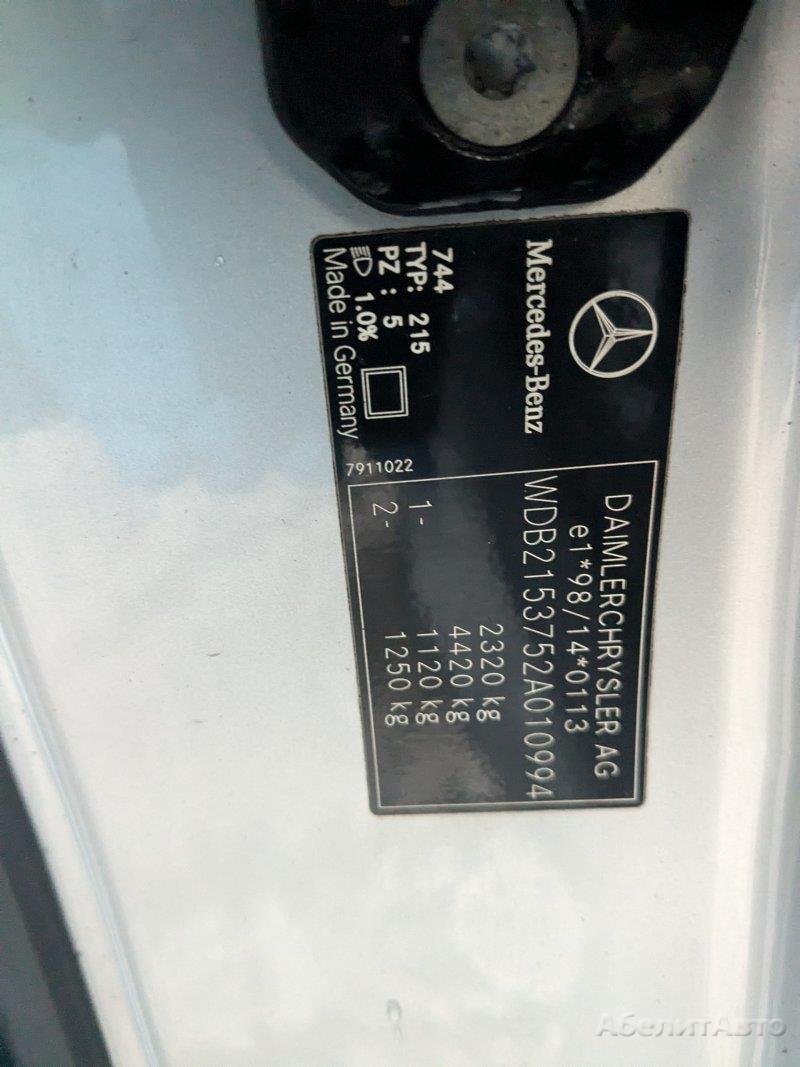 Mercedes-Benz
744
TYP: 215
PZ : 5
1.0%
Made in Germany
7911022
DAIMLERCHRYSLER AG
e1*98/14*0113
WDB2153752A010994
2320 kg
4420 kg
1- 1120 kg
2- 1250 kg
АбелитАвто